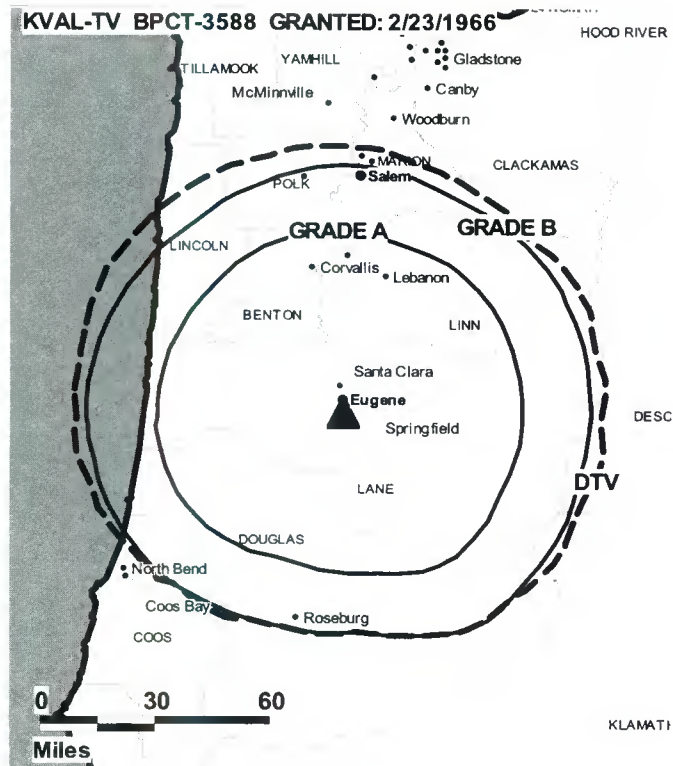 KVAL-TV BPCT-3588 GRANTED: 2/23/1966
HOOD RIVER
YAMHILL
Gladstone
TILLAMOOK
McMinnville
Canby
Woodburn
MARION
CLACKAMAS
POLK
Salem
GRADE A
GRADE B
LINCOLN
Corvallis
Lebanon
BENTON
LINN
Santa Clara
Eugene
Springfield
DESC
LANE
DTV
DOUGLAS
North Bend
Coos Bay
Roseburg
COOS
0 30 60
Miles
KLAMATH